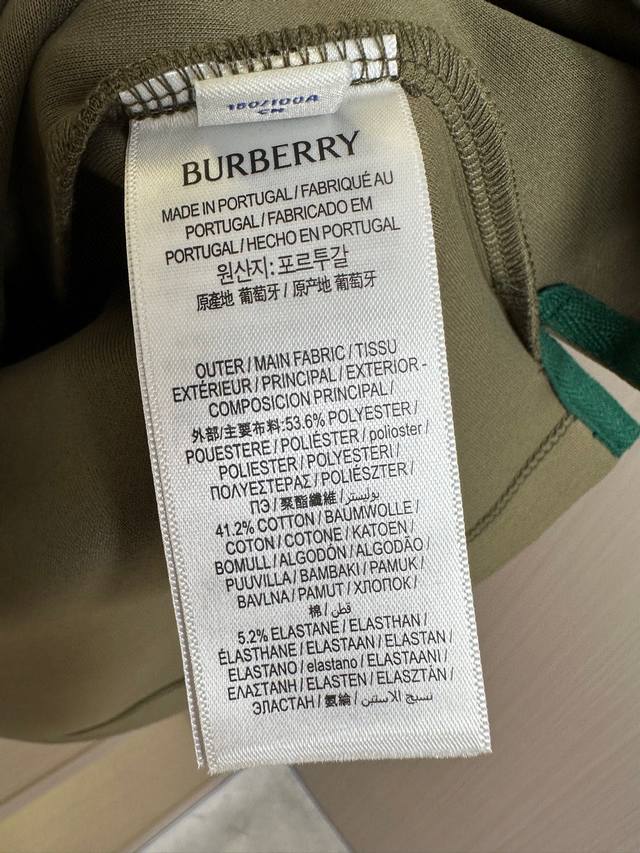 180/100A
CN
BURBERRY
MADE IN PORTUGAL / FABRIQUÉ AU
PORTUGAL / FABRICADO EM
PORTUGAL / HECHO EN PORTUGAL
원산지: 포르투갈
原產地 葡萄牙 / 原产地 葡萄牙
OUTER / MAIN FABRIC / TISSU
EXTÉRIEUR / PRINCIPAL / EXTERIOR -
COMPOSICION PRINCIPAL /
外部/主要布料:53.6% POLYESTER /
POUESTERE / POLIÉSTER / polioster /
POLIESTER / POLYESTERI /
ΠΟΛΥΕΣΤΕΡΑΣ / POLIÉSZTER /
ПЭ / 聚酯纖維 / بوليستر /
41.2% COTTON / BAUMWOLLE /
COTON / COTONE / KATOEN /
BOMULL / ALGODÓN / ALGODÃO /
PUUVILLA / BAMBAKI / PAMUK /
BAVLNA / PAMUT / ХЛОПОК /
棉 / قطن /
5.2% ELASTANE / ELASTHAN /
ÉLASTHANE / ELASTAAN / ELASTAN /
ELASTANO / elastano / ELASTAANI /
ΕΛΑΣΤΑΝΗ / ELASTEN / ELASZTÁN /
ЭЛАСТАН / 氨綸 / نسيج الاستبن